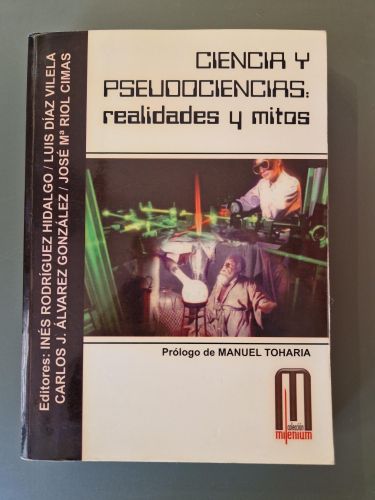 CIENCIA Y
PSEUDOCIENCIAS:
realidades y mitos
Editores: INÉS RODRÍGUEZ HIDALGO / LUIS DÍAZ VILELA
CARLOS J. ÁLVAREZ GONZÁLEZ / JOSÉ Mª RIOL CIMAS
Prólogo de MANUEL TOHARIA
colección
milenium